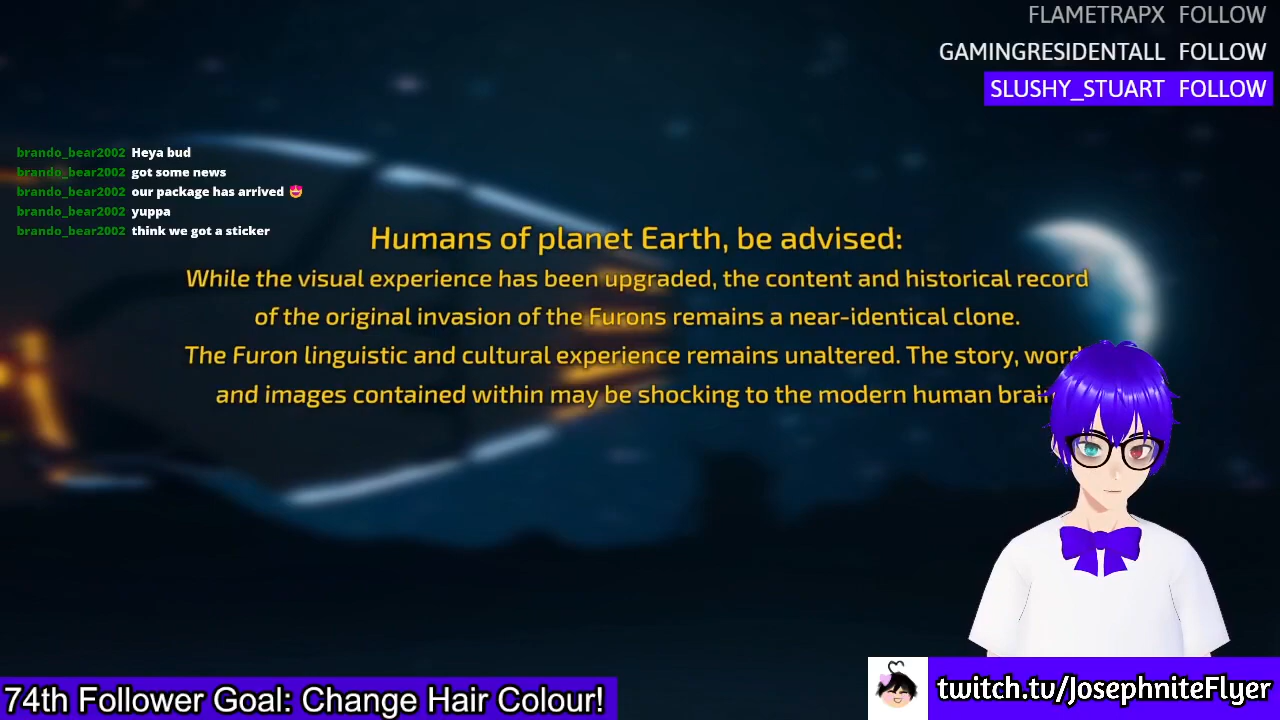 FLAMETRAPX FOLLOW
GAMINGRESIDENTALL FOLLOW
SLUSHY_STUART FOLLOW
brando_bear2002 Heya bud
brando_bear2002 got some news
brando_bear2002 our package has arrived 😍
brando_bear2002 yuppa
brando_bear2002 think we got a sticker
Humans of planet Earth, be advised:
While the visual experience has been upgraded, the content and historical record
of the original invasion of the Furons remains a near-identical clone.
The Furon linguistic and cultural experience remains unaltered. The story, word
and images contained within may be shocking to the modern human brain
74th Follower Goal: Change Hair Colour!
twitch.tv/JosephniteFlyer